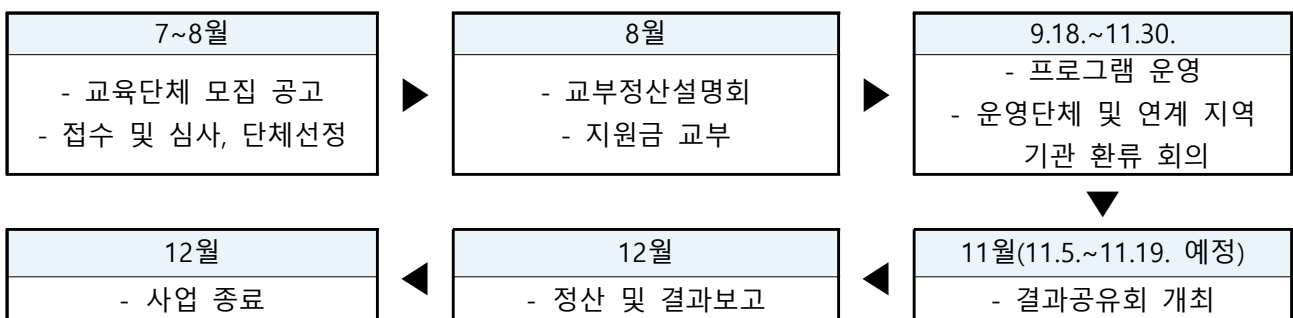 7~8월
- 교육단체 모집 공고
- 접수 및 심사, 단체선정
8월
- 교부정산설명회
- 지원금 교부
9.18.~11.30.
- 프로그램 운영
- 운영단체 및 연계 지역
기관 환류 회의
11월(11.5.~11.19. 예정)
- 결과공유회 개최
12월
- 정산 및 결과보고
12월
- 사업 종료